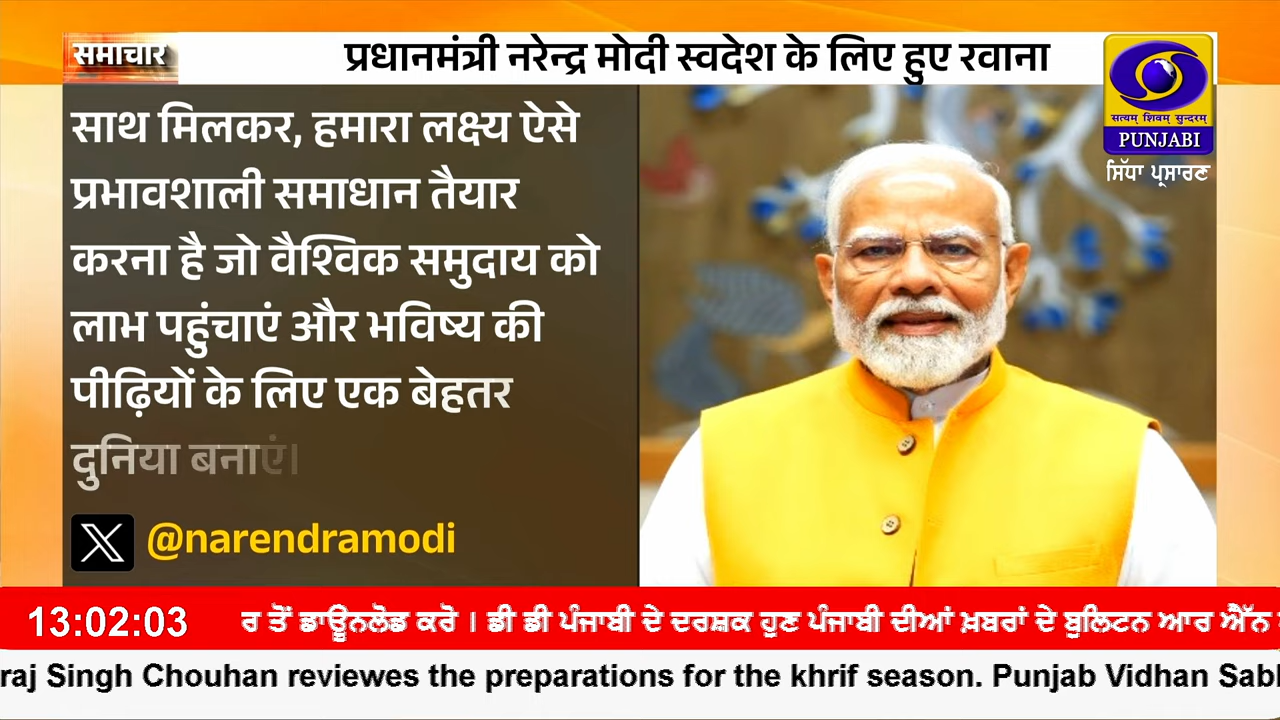 समाचार
प्रधानमंत्री नरेन्द्र मोदी स्वदेश के लिए हुए रवाना
सत्यम् शिवम् सुन्दरम्
PUNJABI
ਸਿੱਧਾ ਪ੍ਰਸਾਰਣ
साथ मिलकर, हमारा लक्ष्य ऐसे
प्रभावशाली समाधान तैयार
करना है जो वैश्विक समुदाय को
लाभ पहुंचाएं और भविष्य की
पीढ़ियों के लिए एक बेहतर
दुनिया बनाएं।
@narendramodi
13:02:03
ਰ ਤੋਂ ਡਾਊਨਲੋਡ ਕਰੋ । ਡੀ ਡੀ ਪੰਜਾਬੀ ਦੇ ਦਰਸ਼ਕ ਹੁਣ ਪੰਜਾਬੀ ਦੀਆਂ ਖ਼ਬਰਾਂ ਦੇ ਬੁਲਿਟਨ ਆਰ ਐੱਨ
raj Singh Chouhan reviewes the preparations for the khrif season. Punjab Vidhan Sabl